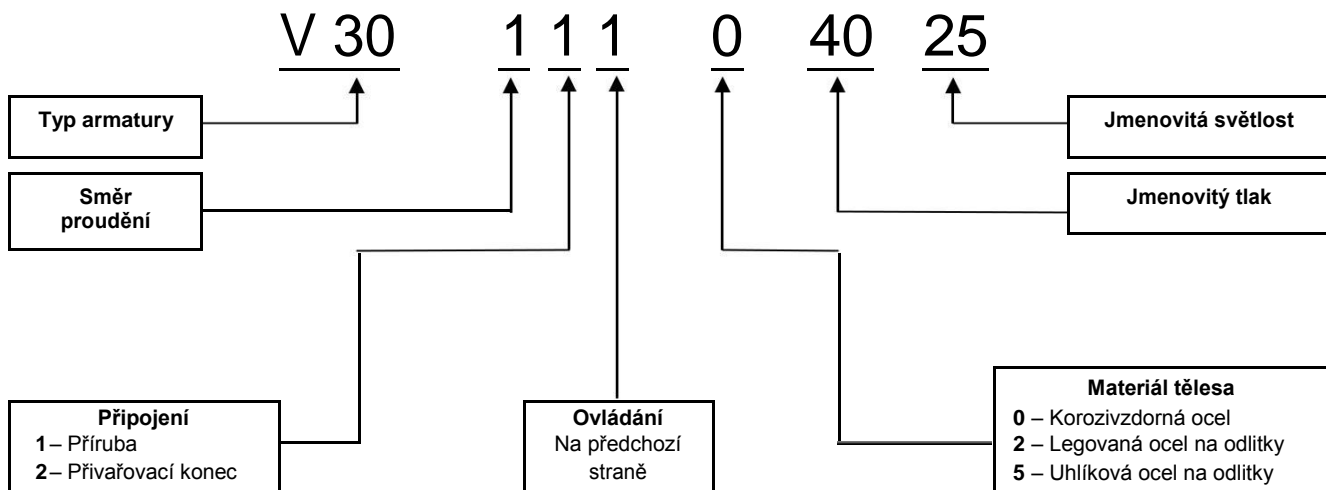 V 30 1 1 1 0 40 25
Typ armatury
Jmenovitá světlost
Směr
proudění
Jmenovitý tlak
Připojení
1 – Příruba
2 – Přivařovací konec
Ovládání
Na předchozí
straně
Materiál tělesa
0 – Korozivzdorná ocel
2 – Legovaná ocel na odlitky
5 – Uhlíková ocel na odlitky